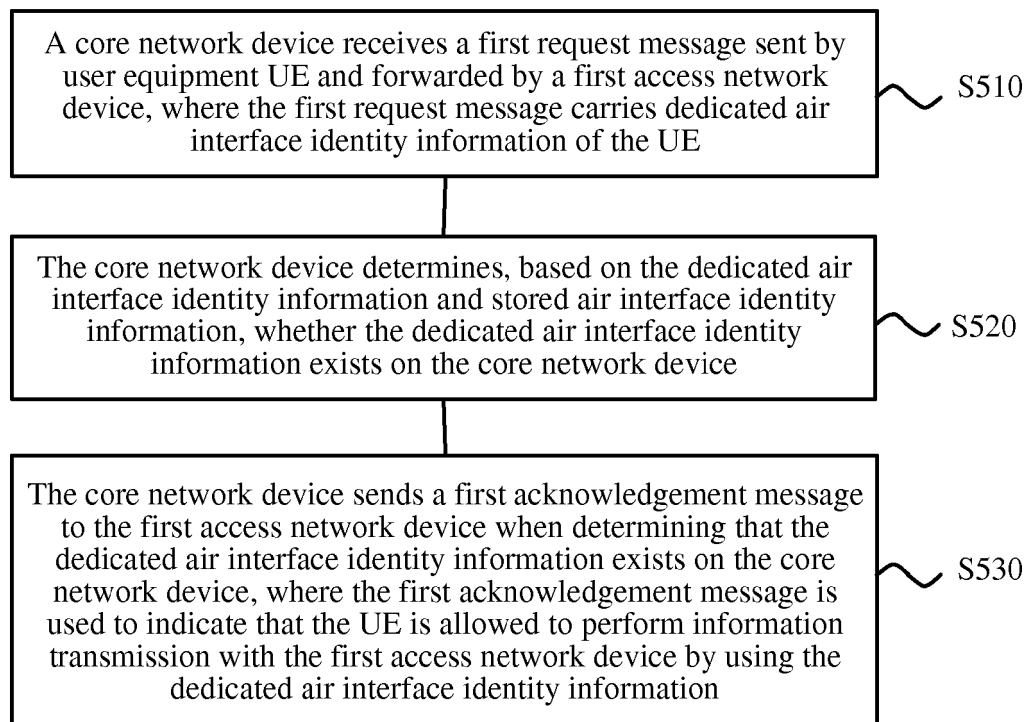 A core network device receives a first request message sent by
user equipment UE and forwarded by a first access network
device, where the first request message carries dedicated air
interface identity information of the UE
S510
The core network device determines, based on the dedicated air
interface identity information and stored air interface identity
information, whether the dedicated air interface identity
information exists on the core network device
S520
The core network device sends a first acknowledgement message
to the first access network device when determining that the
dedicated air interface identity information exists on the core
network device, where the first acknowledgement message is
used to indicate that the UE is allowed to perform information
transmission with the first access network device by using the
dedicated air interface identity information
S530